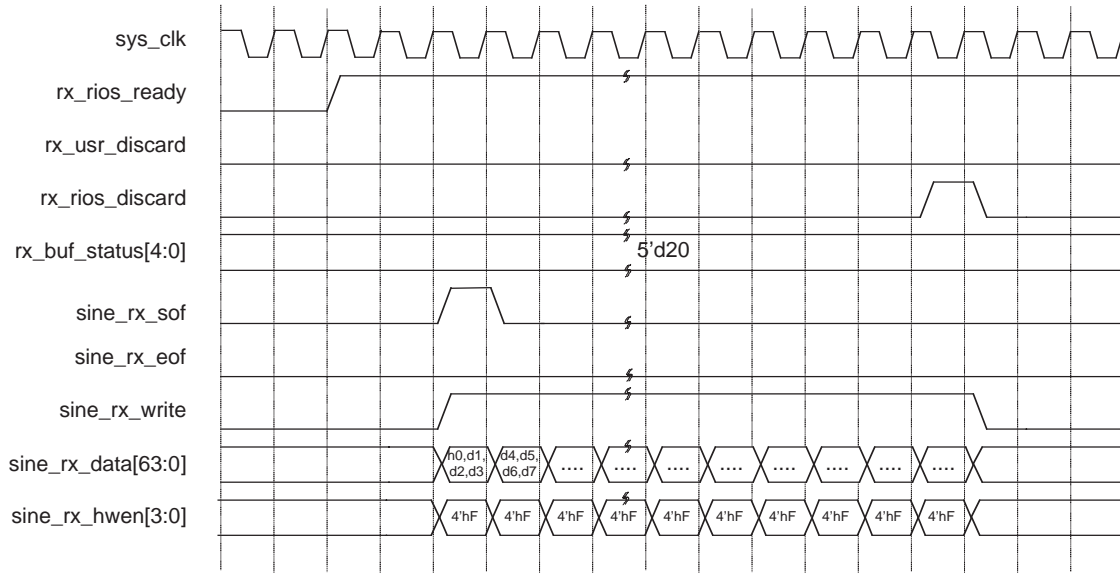 sys_clk
rx_rios_ready
rx_usr_discard
rx_rios_discard
rx_buf_status[4:0]
5'd20
sine_rx_sof
sine_rx_eof
sine_rx_write
sine_rx_data[63:0]
h0,d1,
d2,d3
d4,d5,
d6,d7
....
....
....
....
....
....
....
sine_rx_hwen[3:0]
4'hF
4'hF
4'hF
4'hF
4'hF
4'hF
4'hF
4'hF
4'hF
4'hF